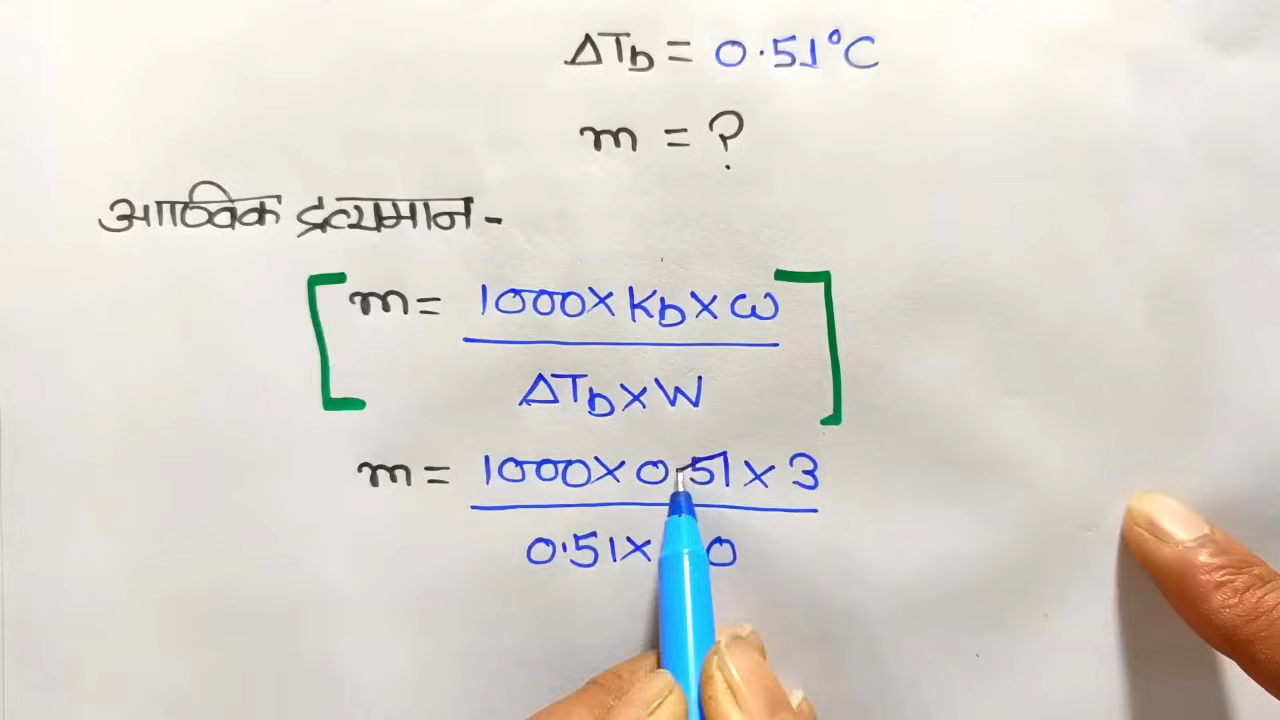 ΔTb = 0.51°C
m = ?
आण्विक द्रव्यमान -
m = 1000 × Kb × ω
ΔTb × W
m = 1000 × 0.51 × 3
0.51 ×